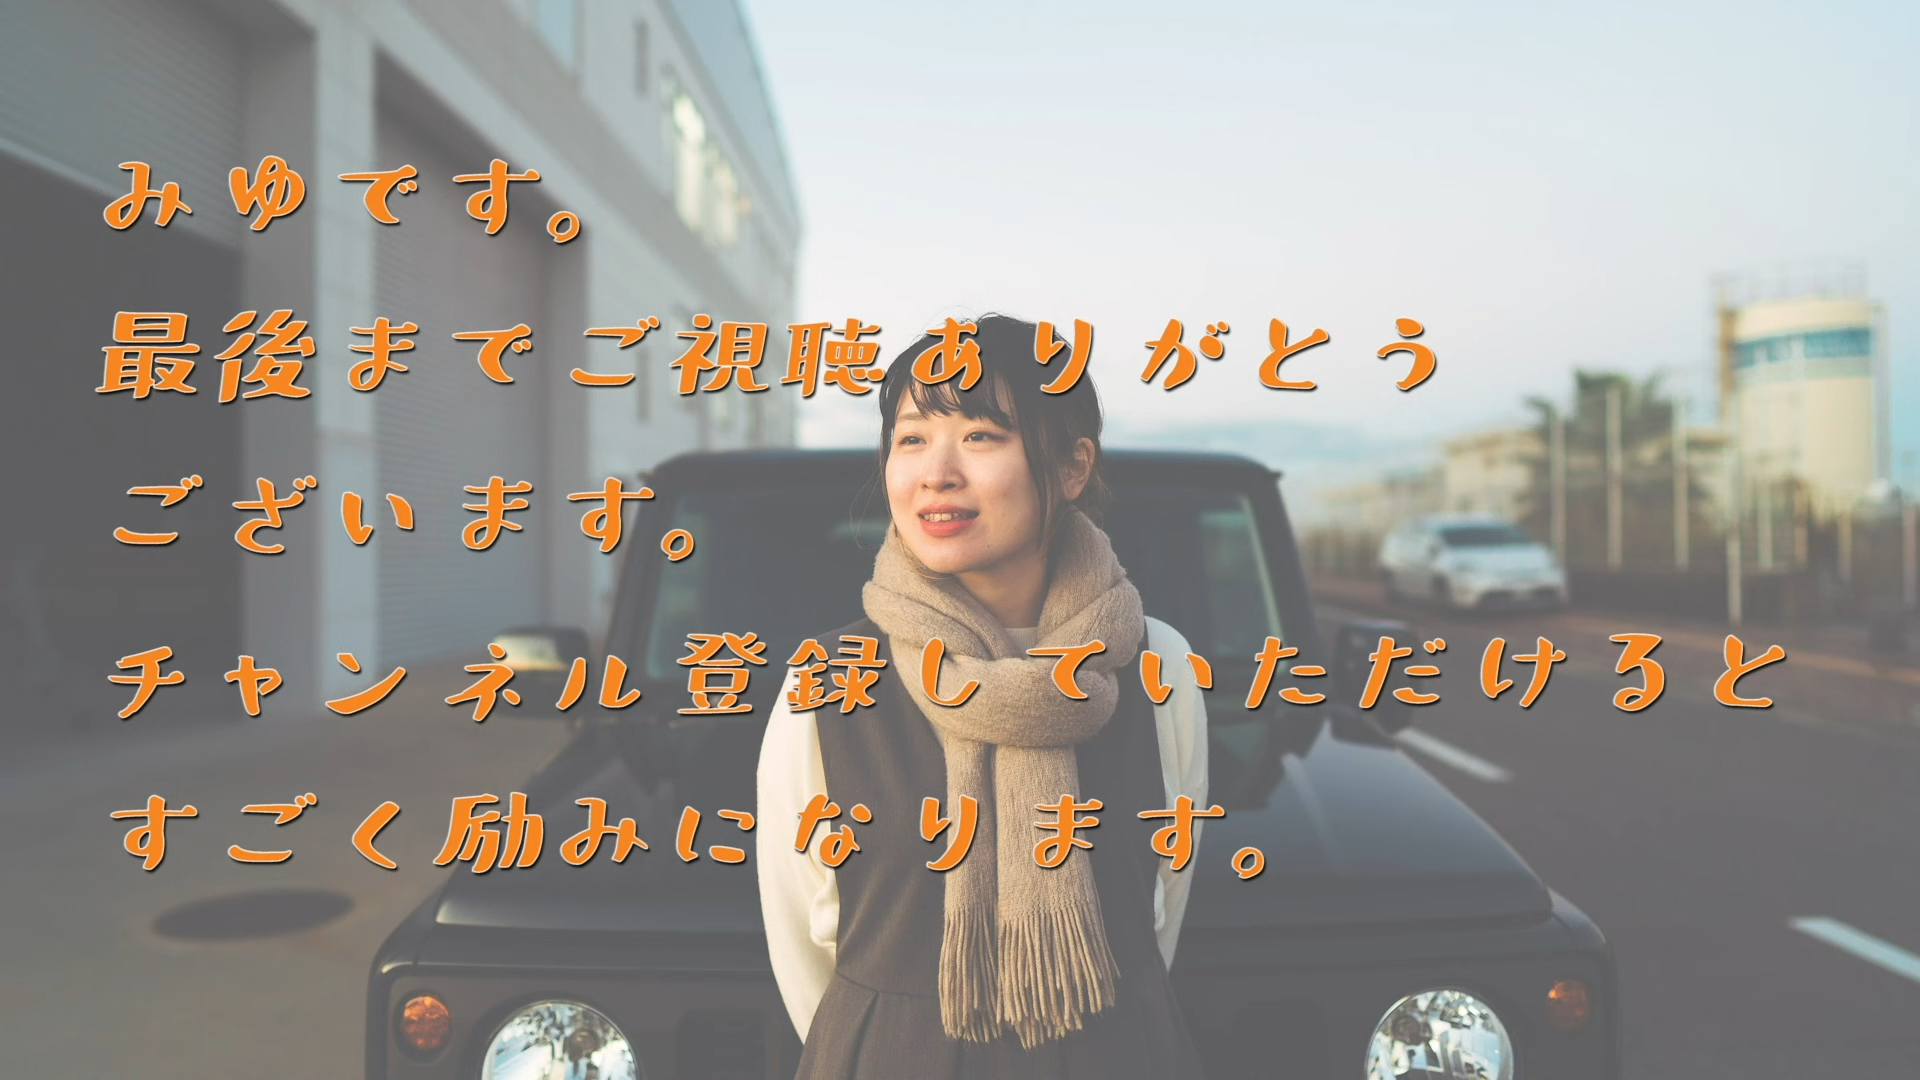 みゆです。
最後までご視聴ありがとう
ございます。
チャンネル登録していただけると
すごく励みになります。